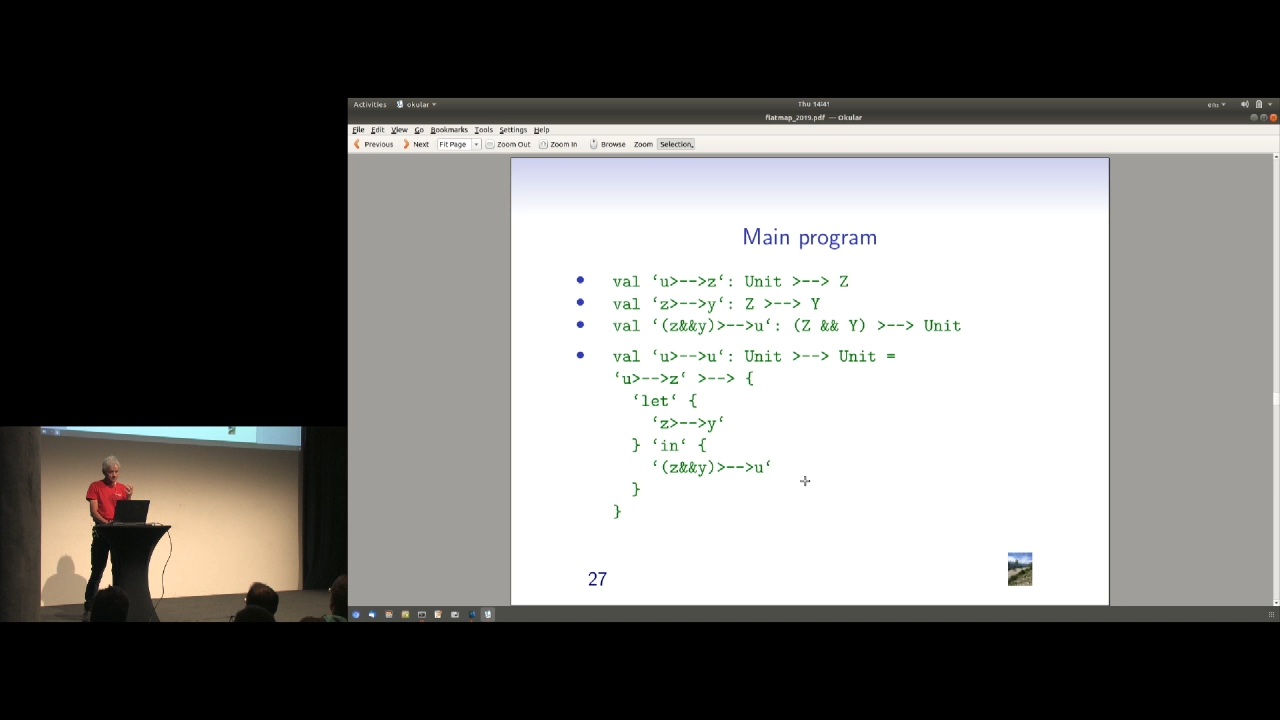 Activities okular Thu 14:41 en₁
flatmap_2019.pdf — Okular
File Edit View Go Bookmarks Tools Settings Help
Previous Next Fit Page Zoom Out Zoom In Browse Zoom Selection
Main program
• val ‘u>-->z‘: Unit >--> Z
• val ‘z>-->y‘: Z >--> Y
• val ‘(z&&y)>-->u‘: (Z && Y) >--> Unit
• val ‘u>-->u‘: Unit >--> Unit =
‘u>-->z‘ >--> {
‘let‘ {
‘z>-->y‘
} ‘in‘ {
‘(z&&y)>-->u‘
}
}
27